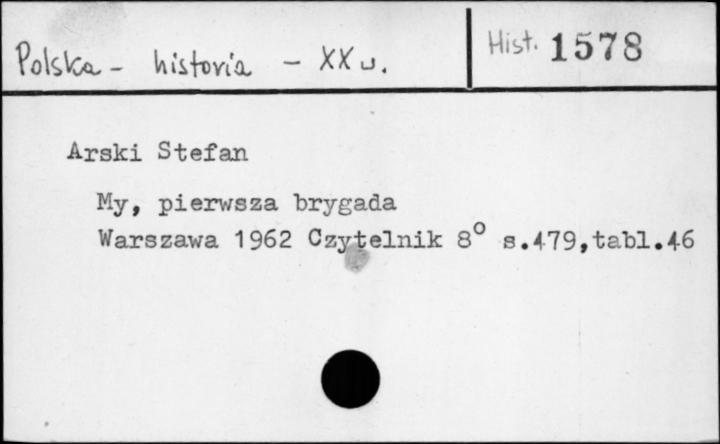 Polska - historia - XX w.
Hist. 1578
Arski Stefan
My, pierwsza brygada
Warszawa 1962 Czytelnik 8° s.479,tabl.46